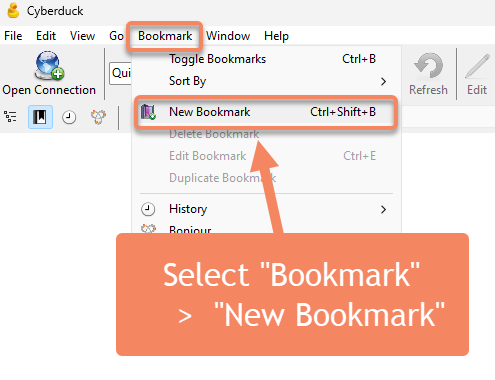 Cyberduck
File Edit View Go Bookmark Window Help
Toggle Bookmarks Ctrl+B
Open Connection Qui Sort By Refresh Edit
New Bookmark Ctrl+Shift+B
Delete Bookmark
Edit Bookmark Ctrl+E
Duplicate Bookmark
History
Bonjour
Select "Bookmark"
> "New Bookmark"